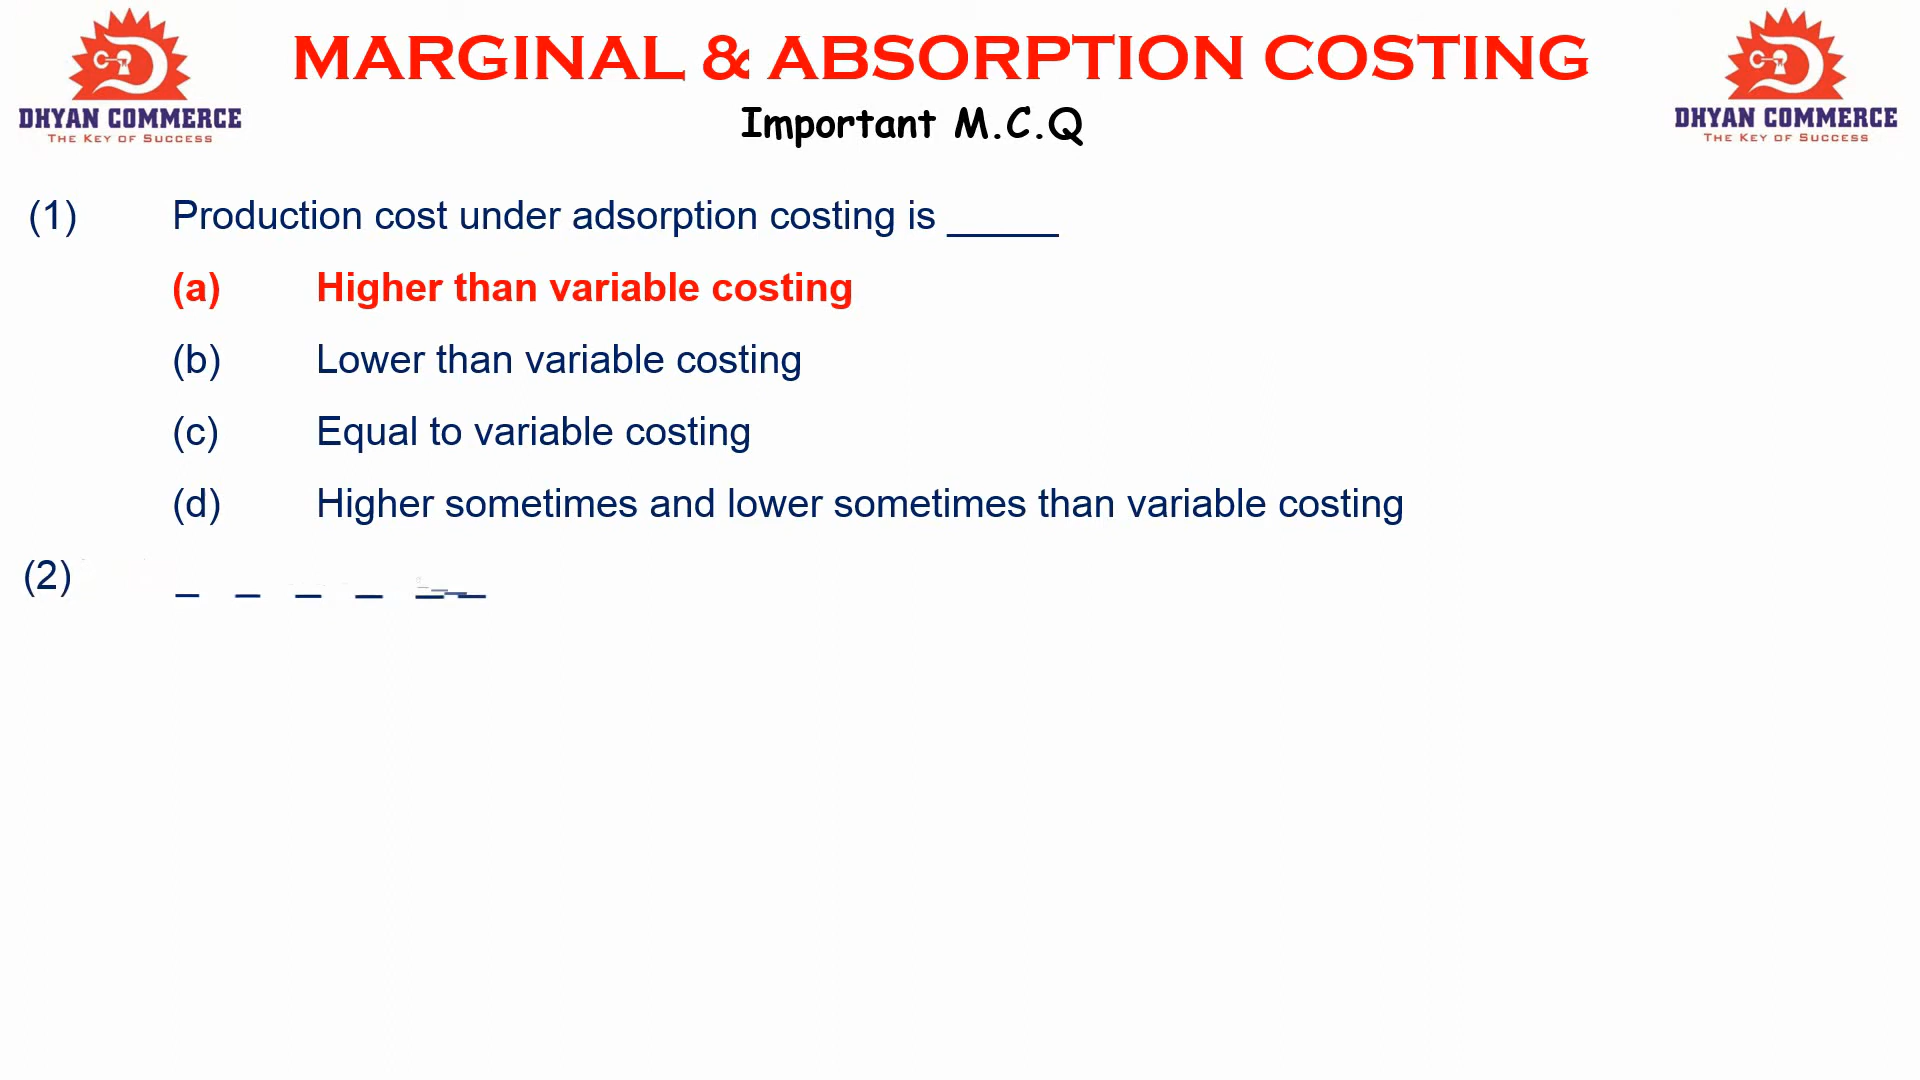 MARGINAL & ABSORPTION COSTING
Important M.C.Q
DHYAN COMMERCE
THE KEY OF SUCCESS
DHYAN COMMERCE
THE KEY OF SUCCESS
(1) Production cost under adsorption costing is _____
(a) Higher than variable costing
(b) Lower than variable costing
(c) Equal to variable costing
(d) Higher sometimes and lower sometimes than variable costing
(2) _ _ _ _ _ _